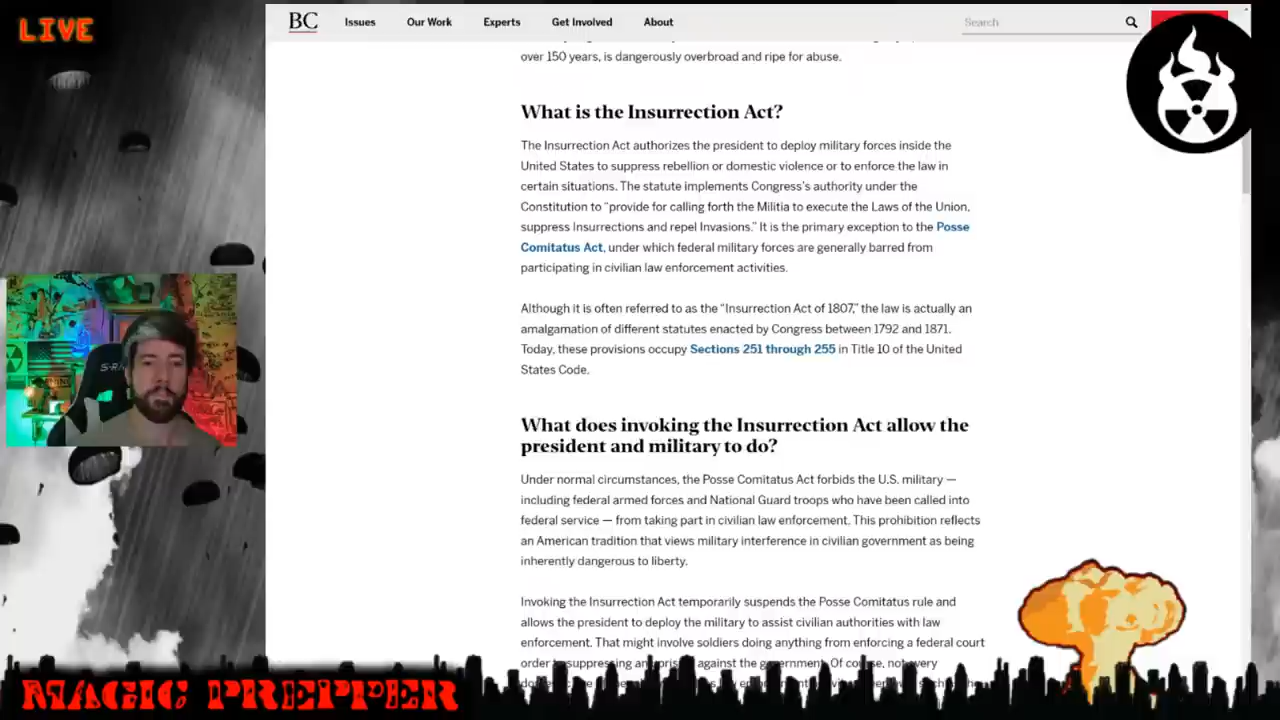 LIVE
BC
Issues
Our Work
Experts
Get Involved
About
Search
over 150 years, is dangerously overbroad and ripe for abuse.
What is the Insurrection Act?
The Insurrection Act authorizes the president to deploy military forces inside the
United States to suppress rebellion or domestic violence or to enforce the law in
certain situations. The statute implements Congress's authority under the
Constitution to "provide for calling forth the Militia to execute the Laws of the Union,
suppress Insurrections and repel Invasions." It is the primary exception to the Posse
Comitatus Act, under which federal military forces are generally barred from
participating in civilian law enforcement activities.
Although it is often referred to as the "Insurrection Act of 1807," the law is actually an
amalgamation of different statutes enacted by Congress between 1792 and 1871.
Today, these provisions occupy Sections 251 through 255 in Title 10 of the United
States Code.
What does invoking the Insurrection Act allow the
president and military to do?
Under normal circumstances, the Posse Comitatus Act forbids the U.S. military —
including federal armed forces and National Guard troops who have been called into
federal service — from taking part in civilian law enforcement. This prohibition reflects
an American tradition that views military interference in civilian government as being
inherently dangerous to liberty.
Invoking the Insurrection Act temporarily suspends the Posse Comitatus rule and
allows the president to deploy the military to assist civilian authorities with law
enforcement. That might involve soldiers doing anything from enforcing a federal court
order suppressing an against the government. Of course, not every
MAGIC PREPPER